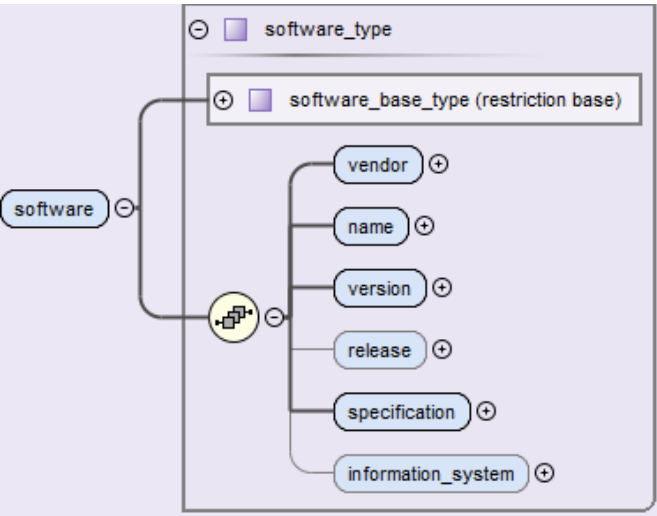 software_type
software_base_type (restriction base)
vendor
name
software
version
release
specification
information_system